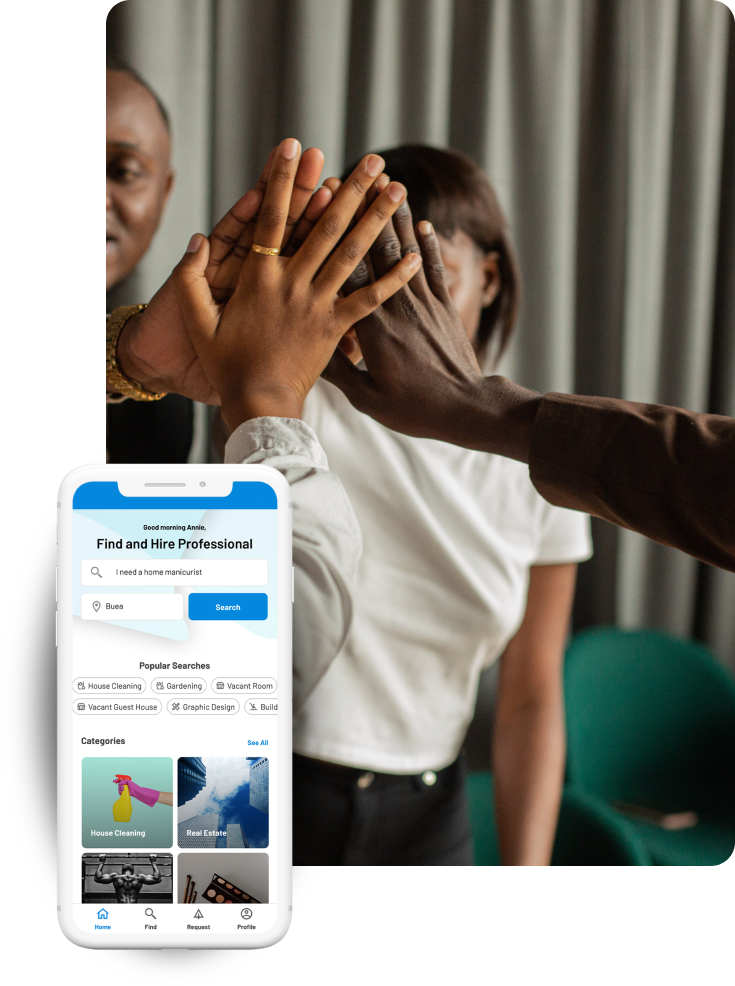 Good morning Annie,
Find and Hire Professional
I need a home manicurist
Buea
Search
Popular Searches
House Cleaning
Gardening
Vacant Room
Vacant Guest House
Graphic Design
Build
Categories
See All
House Cleaning
Real Estate
Home
Find
Request
Profile